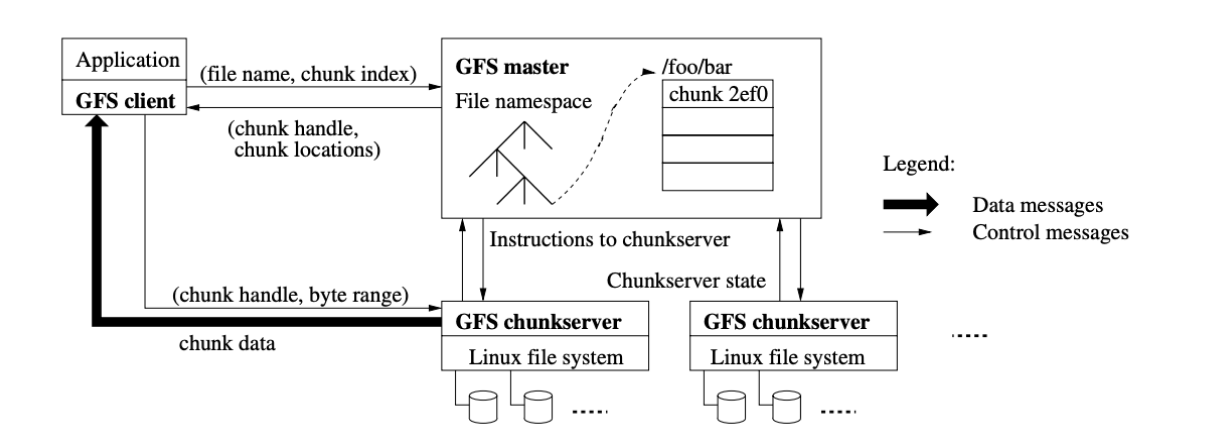 Application
GFS client
(file name, chunk index)
(chunk handle,
chunk locations)
GFS master
File namespace
/foo/bar
chunk 2ef0
Legend:
Data messages
Control messages
Instructions to chunkserver
Chunkserver state
(chunk handle, byte range)
chunk data
GFS chunkserver
Linux file system
GFS chunkserver
Linux file system